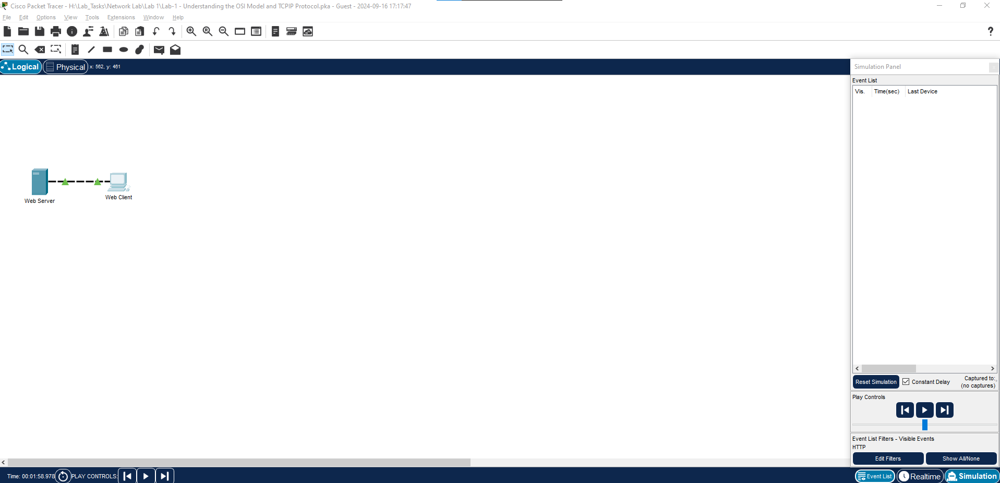 Cisco Packet Tracer - H:\Lab_Tasks\Network Lab\Lab 1\Lab-1 - Understanding the OSI Model and TCPIP Protocol.pka - Guest - 2024-09-16 17:17:47
File Edit Options View Tools Extensions Window Help
?
Logical Physical x: 562, y: 461
Simulation Panel
Event List
Vis. Time(sec) Last Device
Web Server
Web Client
Reset Simulation Constant Delay Captured to:
(no captures)
Play Controls
Event List Filters - Visible Events
HTTP
Edit Filters Show All/None
Time: 00:01:58.978 PLAY CONTROLS: Event List Realtime Simulation